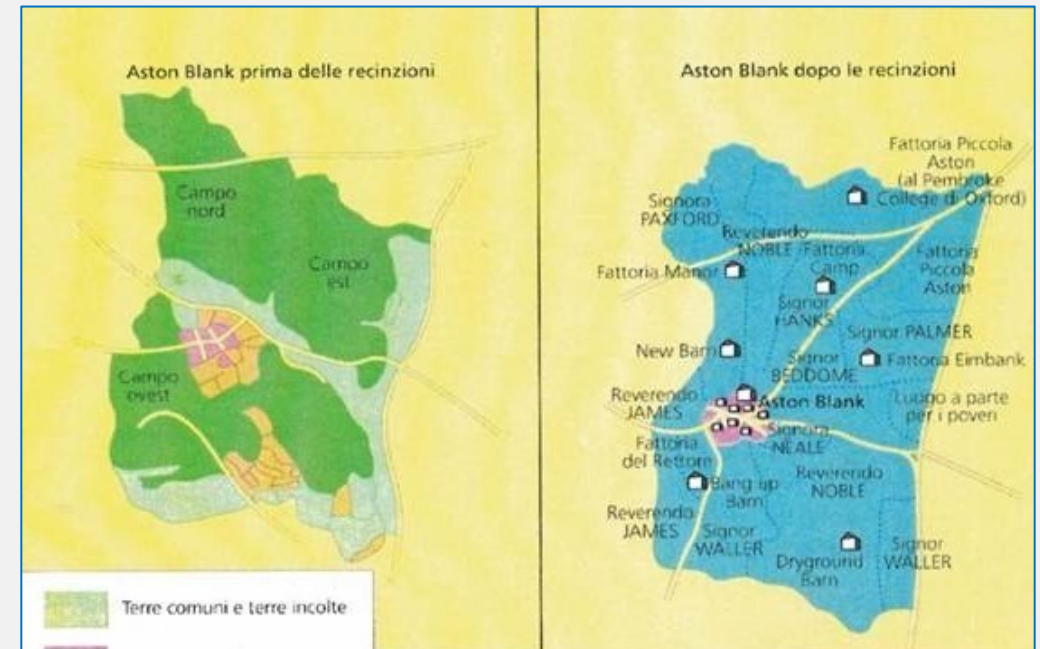 Aston Blank prima delle recinzioni
Campo
nord
Campo
est
Campo
ovest
Terre comuni e terre incolte
Aston Blank dopo le recinzioni
Fattoria Piccola
Aston
(al Pembroke
College di Oxford)
Signora
PAXFORD
Reverendo
NOBLE
Fattoria
Camp
Fattoria
Piccola
Aston
Fattoria Manor
Signor
HANKS
Signor PALMER
New Barn
Signor
BEDDOME
Fattoria Elmbank
Reverendo
JAMES
Aston Blank
Luogo a parte
per i poveri
Signora
NEALE
Fattoria
del Rettore
Reverendo
NOBLE
Bang up
Barn
Reverendo
JAMES
Signor
WALLER
Dryground
Barn
Signor
WALLER